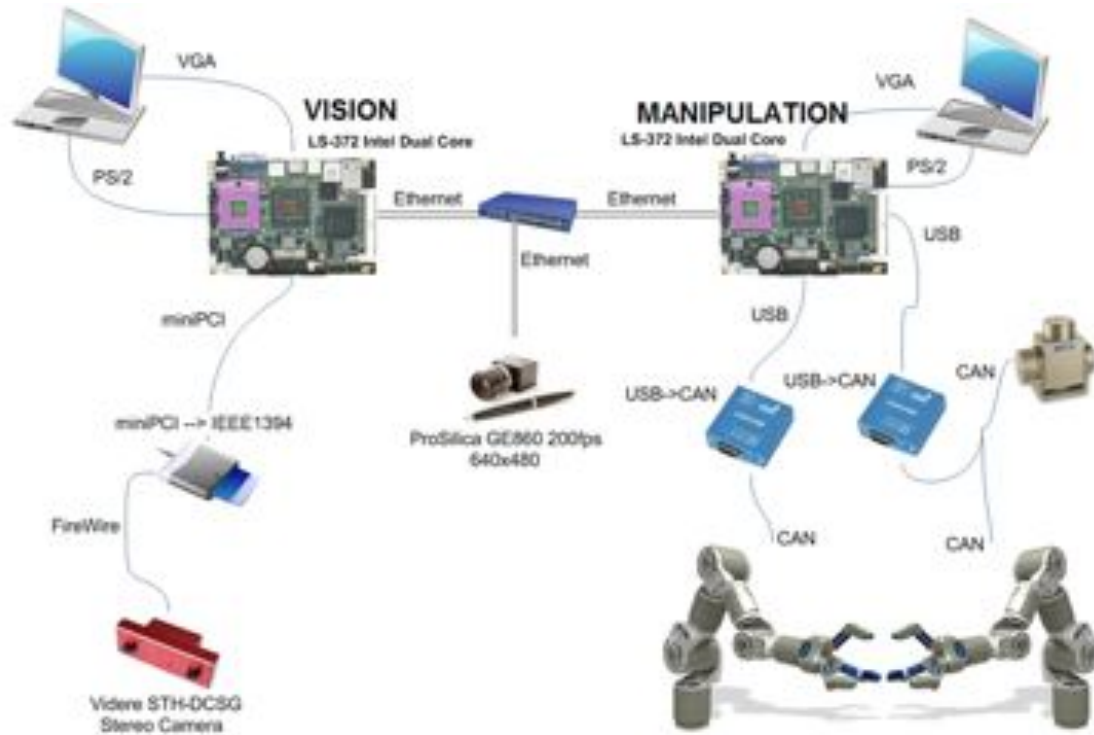 VGA
VISION
LS-372 Intel Dual Core
PS/2
Ethernet
MANIPULATION
LS-372 Intel Dual Core
VGA
PS/2
Ethernet
Ethernet
USB
miniPCI
USB
CAN
USB->CAN
USB->CAN
miniPCI --> IEEE1394
ProSilica GE860 200fps
640x480
FireWire
CAN
CAN
Videre STH-DCSG
Stereo Camera